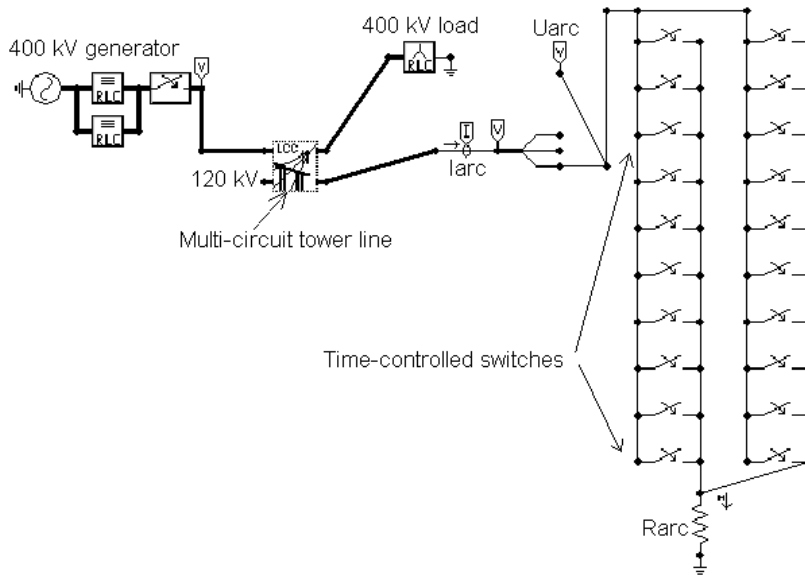 400 kV generator
400 kV load
Uarc
V
V
RLC
RLC
RLC
LCC
I
V
Iarc
120 kV
Multi-circuit tower line
Time-controlled switches
I
Rarc